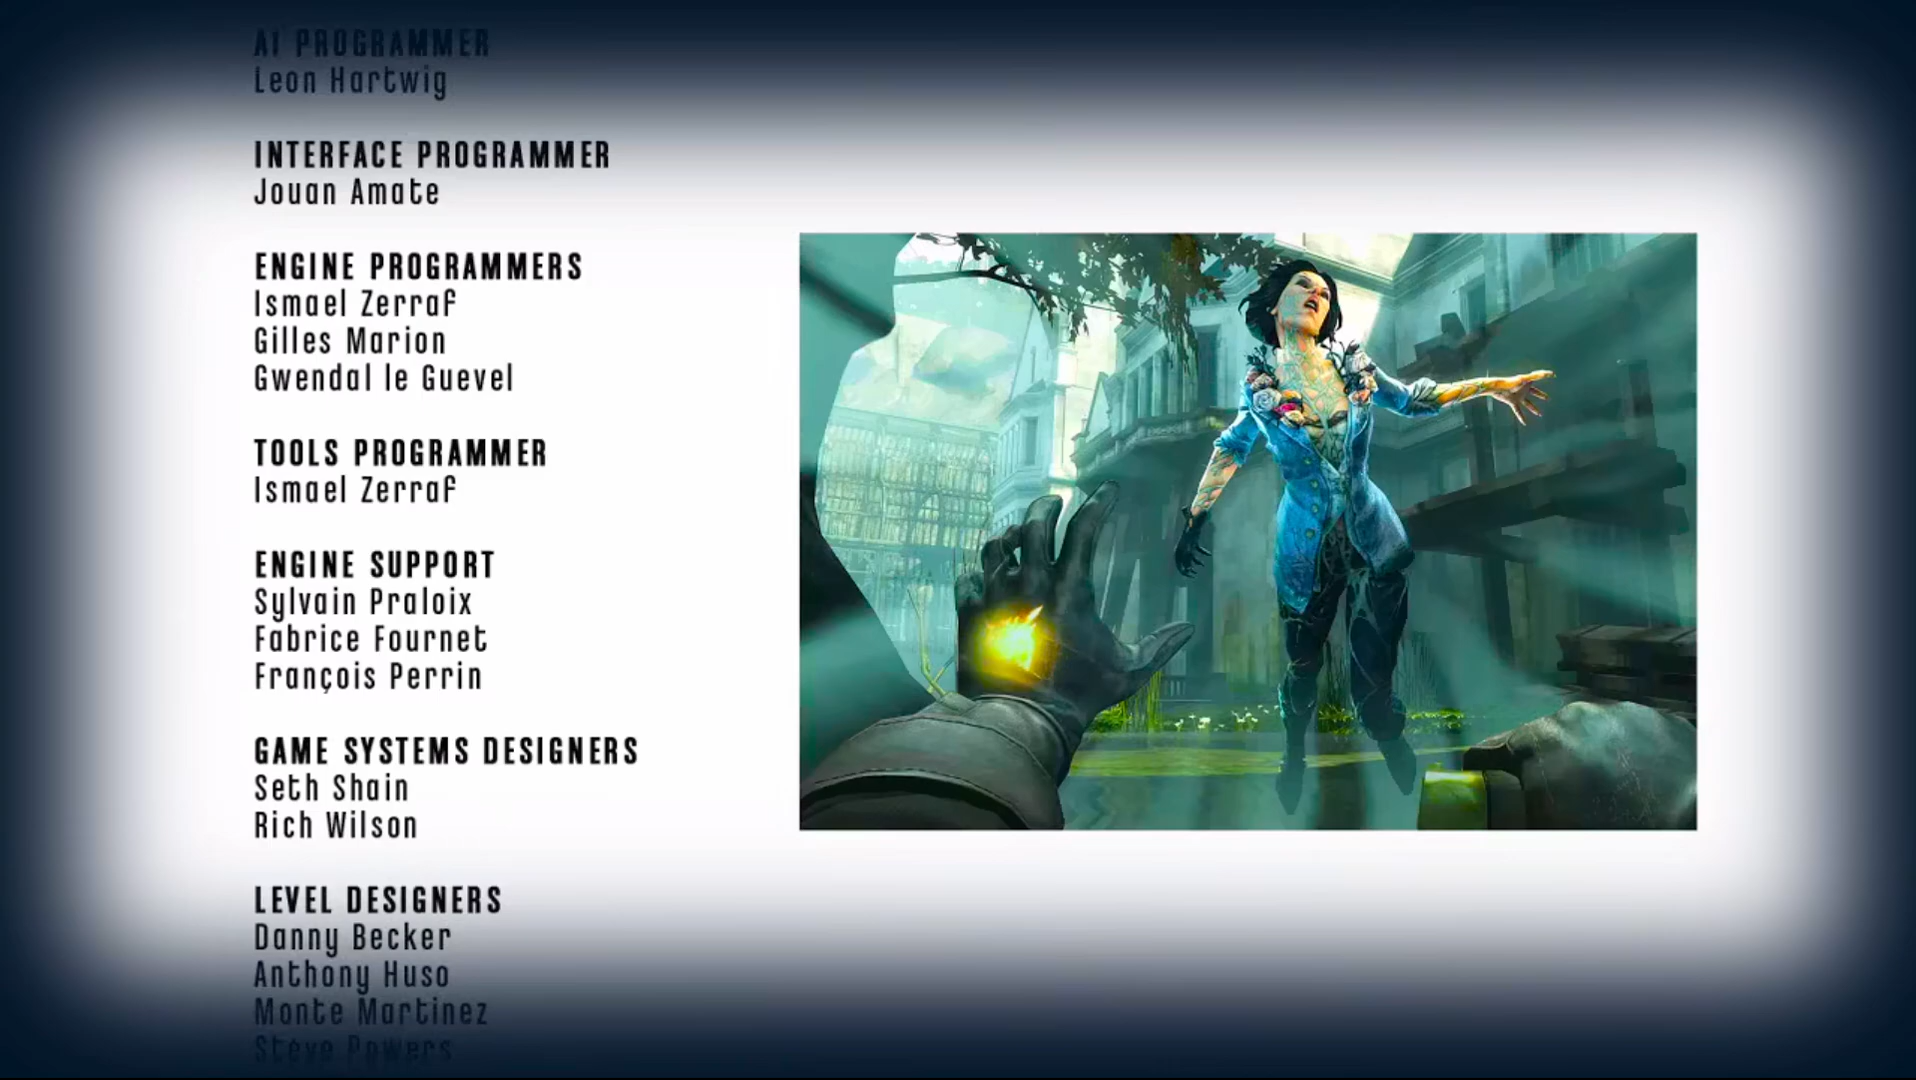 AI PROGRAMMER
Leon Hartwig
INTERFACE PROGRAMMER
Jouan Amate
ENGINE PROGRAMMERS
Ismael Zerraf
Gilles Marion
Gwendal le Guevel
TOOLS PROGRAMMER
Ismael Zerraf
ENGINE SUPPORT
Sylvain Praloix
Fabrice Fournet
François Perrin
GAME SYSTEMS DESIGNERS
Seth Shain
Rich Wilson
LEVEL DESIGNERS
Danny Becker
Anthony Huso
Monte Martinez
Steve Powers